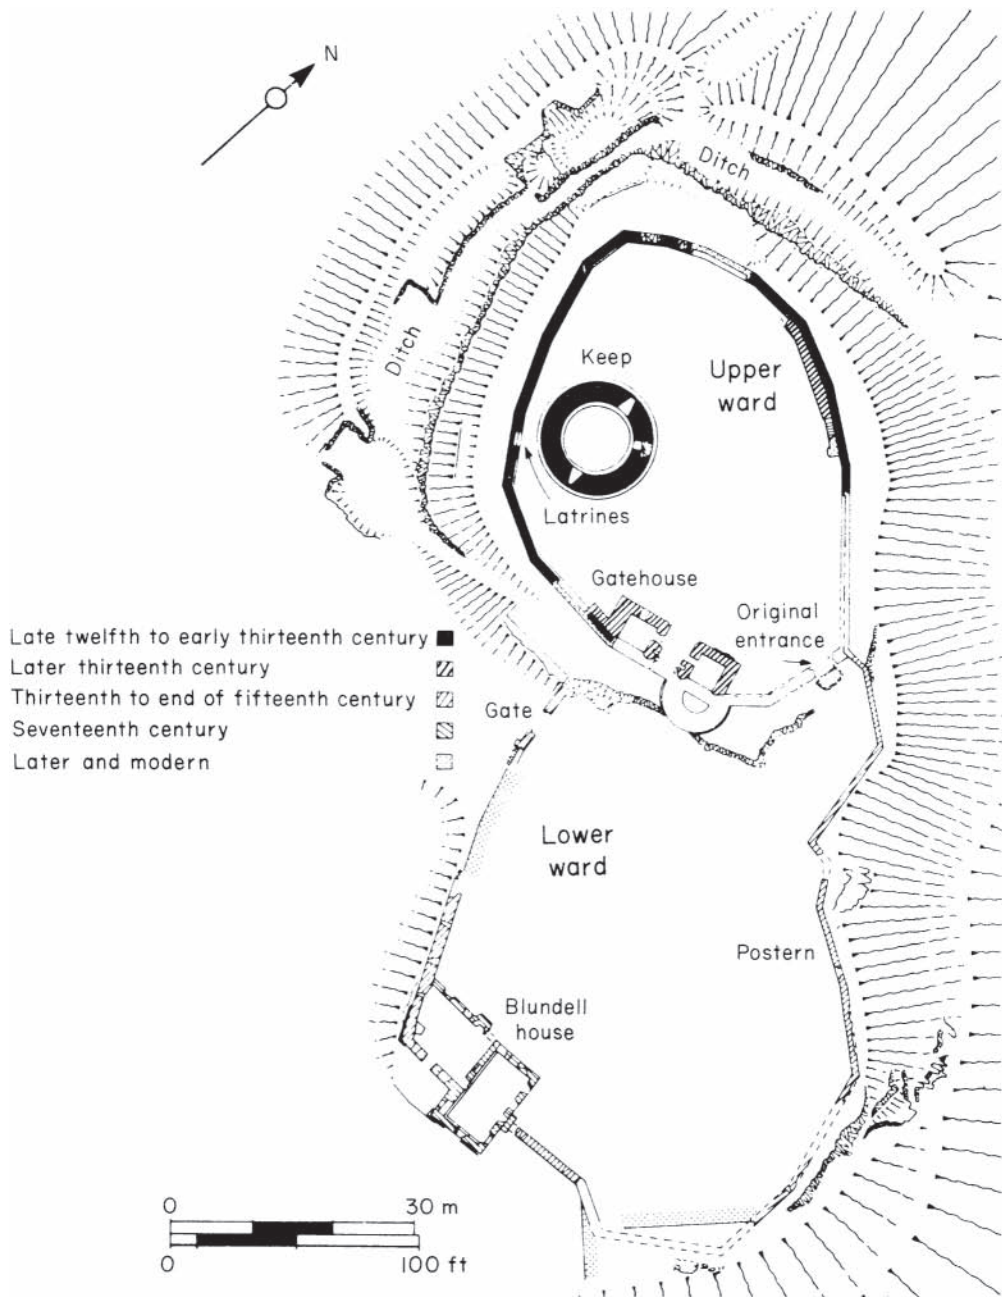 N
Ditch
Ditch
Keep
Upper
ward
Latrines
Gatehouse
Original
entrance
Late twelfth to early thirteenth century
Later thirteenth century
Thirteenth to end of fifteenth century
Seventeenth century
Later and modern
Gate
Lower
ward
Postern
Blundell
house
0 30 m
0 100 ft